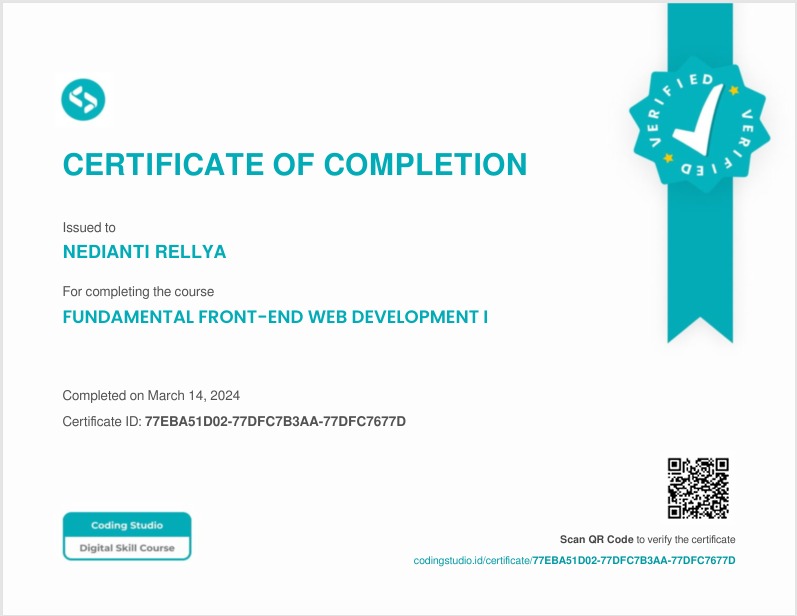 VERIFIED
VERIFIED
VERIFIED
CERTIFICATE OF COMPLETION
Issued to
NEDIANTI RELLYA
For completing the course
FUNDAMENTAL FRONT-END WEB DEVELOPMENT I
Completed on March 14, 2024
Certificate ID: 77EBA51D02-77DFC7B3AA-77DFC7677D
Coding Studio
Digital Skill Course
Scan QR Code to verify the certificate
codingstudio.id/certificate/77EBA51D02-77DFC7B3AA-77DFC7677D